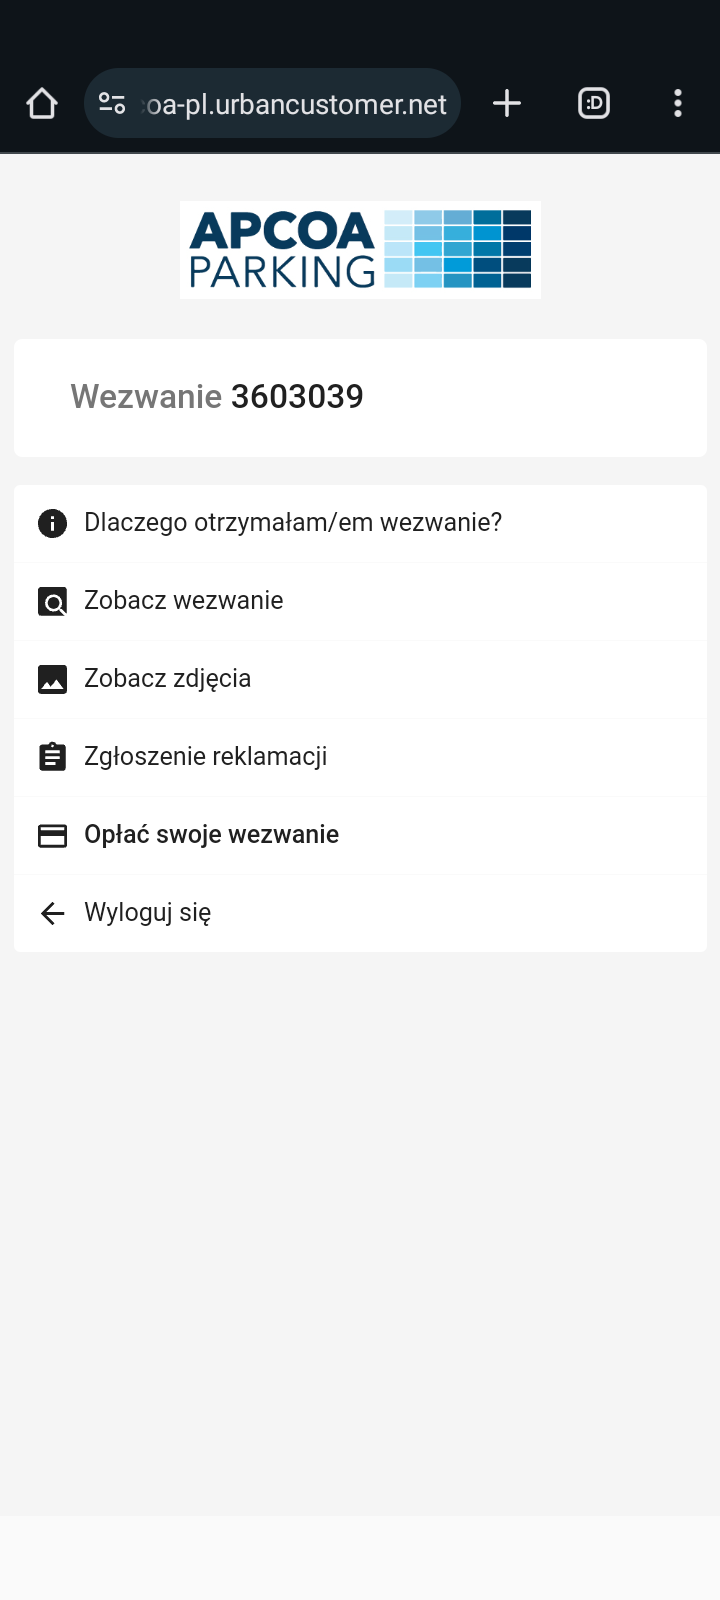 oa-pl.urbancustomer.net
:D
APCOA
PARKING
Wezwanie 3603039
Dlaczego otrzymałam/em wezwanie?
Zobacz wezwanie
Zobacz zdjęcia
Zgłoszenie reklamacji
Opłać swoje wezwanie
Wyloguj się